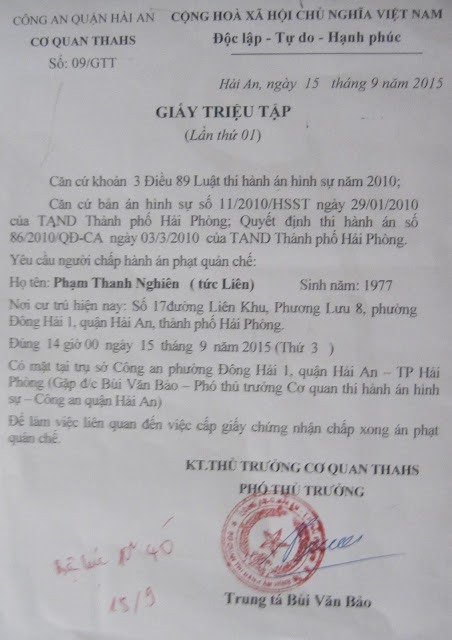 CÔNG AN QUẬN HẢI AN
CỘNG HOÀ XÃ HỘI CHỦ NGHĨA VIỆT NAM
CƠ QUAN THAHS
Độc lập - Tự do - Hạnh phúc
Số: 09/GTT
Hải An, ngày 15 tháng 9 năm 2015
GIẤY TRIỆU TẬP
(Lần thứ 01)
Căn cứ khoản 3 Điều 89 Luật thi hành án hình sự năm 2010;
Căn cứ bản án hình sự số 11/2010/HSST ngày 29/01/2010
của TAND Thành phố Hải Phòng; Quyết định thi hành án số
86/2010/QĐ-CA ngày 03/3/2010 của TAND Thành phố Hải Phòng.
Yêu cầu người chấp hành án phạt quản chế:
Họ tên: Phạm Thanh Nghiên ( tức Liên) Sinh năm: 1977
Nơi cư trú hiện nay: Số 17đường Liên Khu, Phương Lưu 8, phường
Đông Hải 1, quận Hải An, thành phố Hải Phòng.
Đúng 14 giờ 00 ngày 15 tháng 9 năm 2015 (Thứ 3 )
Có mặt tại trụ sở Công an phường Đông Hải 1, quận Hải An – TP Hải
Phòng (Gặp đ/c Bùi Văn Bảo – Phó thủ trưởng Cơ quan thi hành án hình
sự – Công an quận Hải An)
Để làm việc liên quan đến việc cấp giấy chứng nhận chấp xong án phạt
quản chế.
KT.THỦ TRƯỞNG CƠ QUAN THAHS
PHÓ THỦ TRƯỞNG
15/9
Trung tá Bùi Văn Bảo